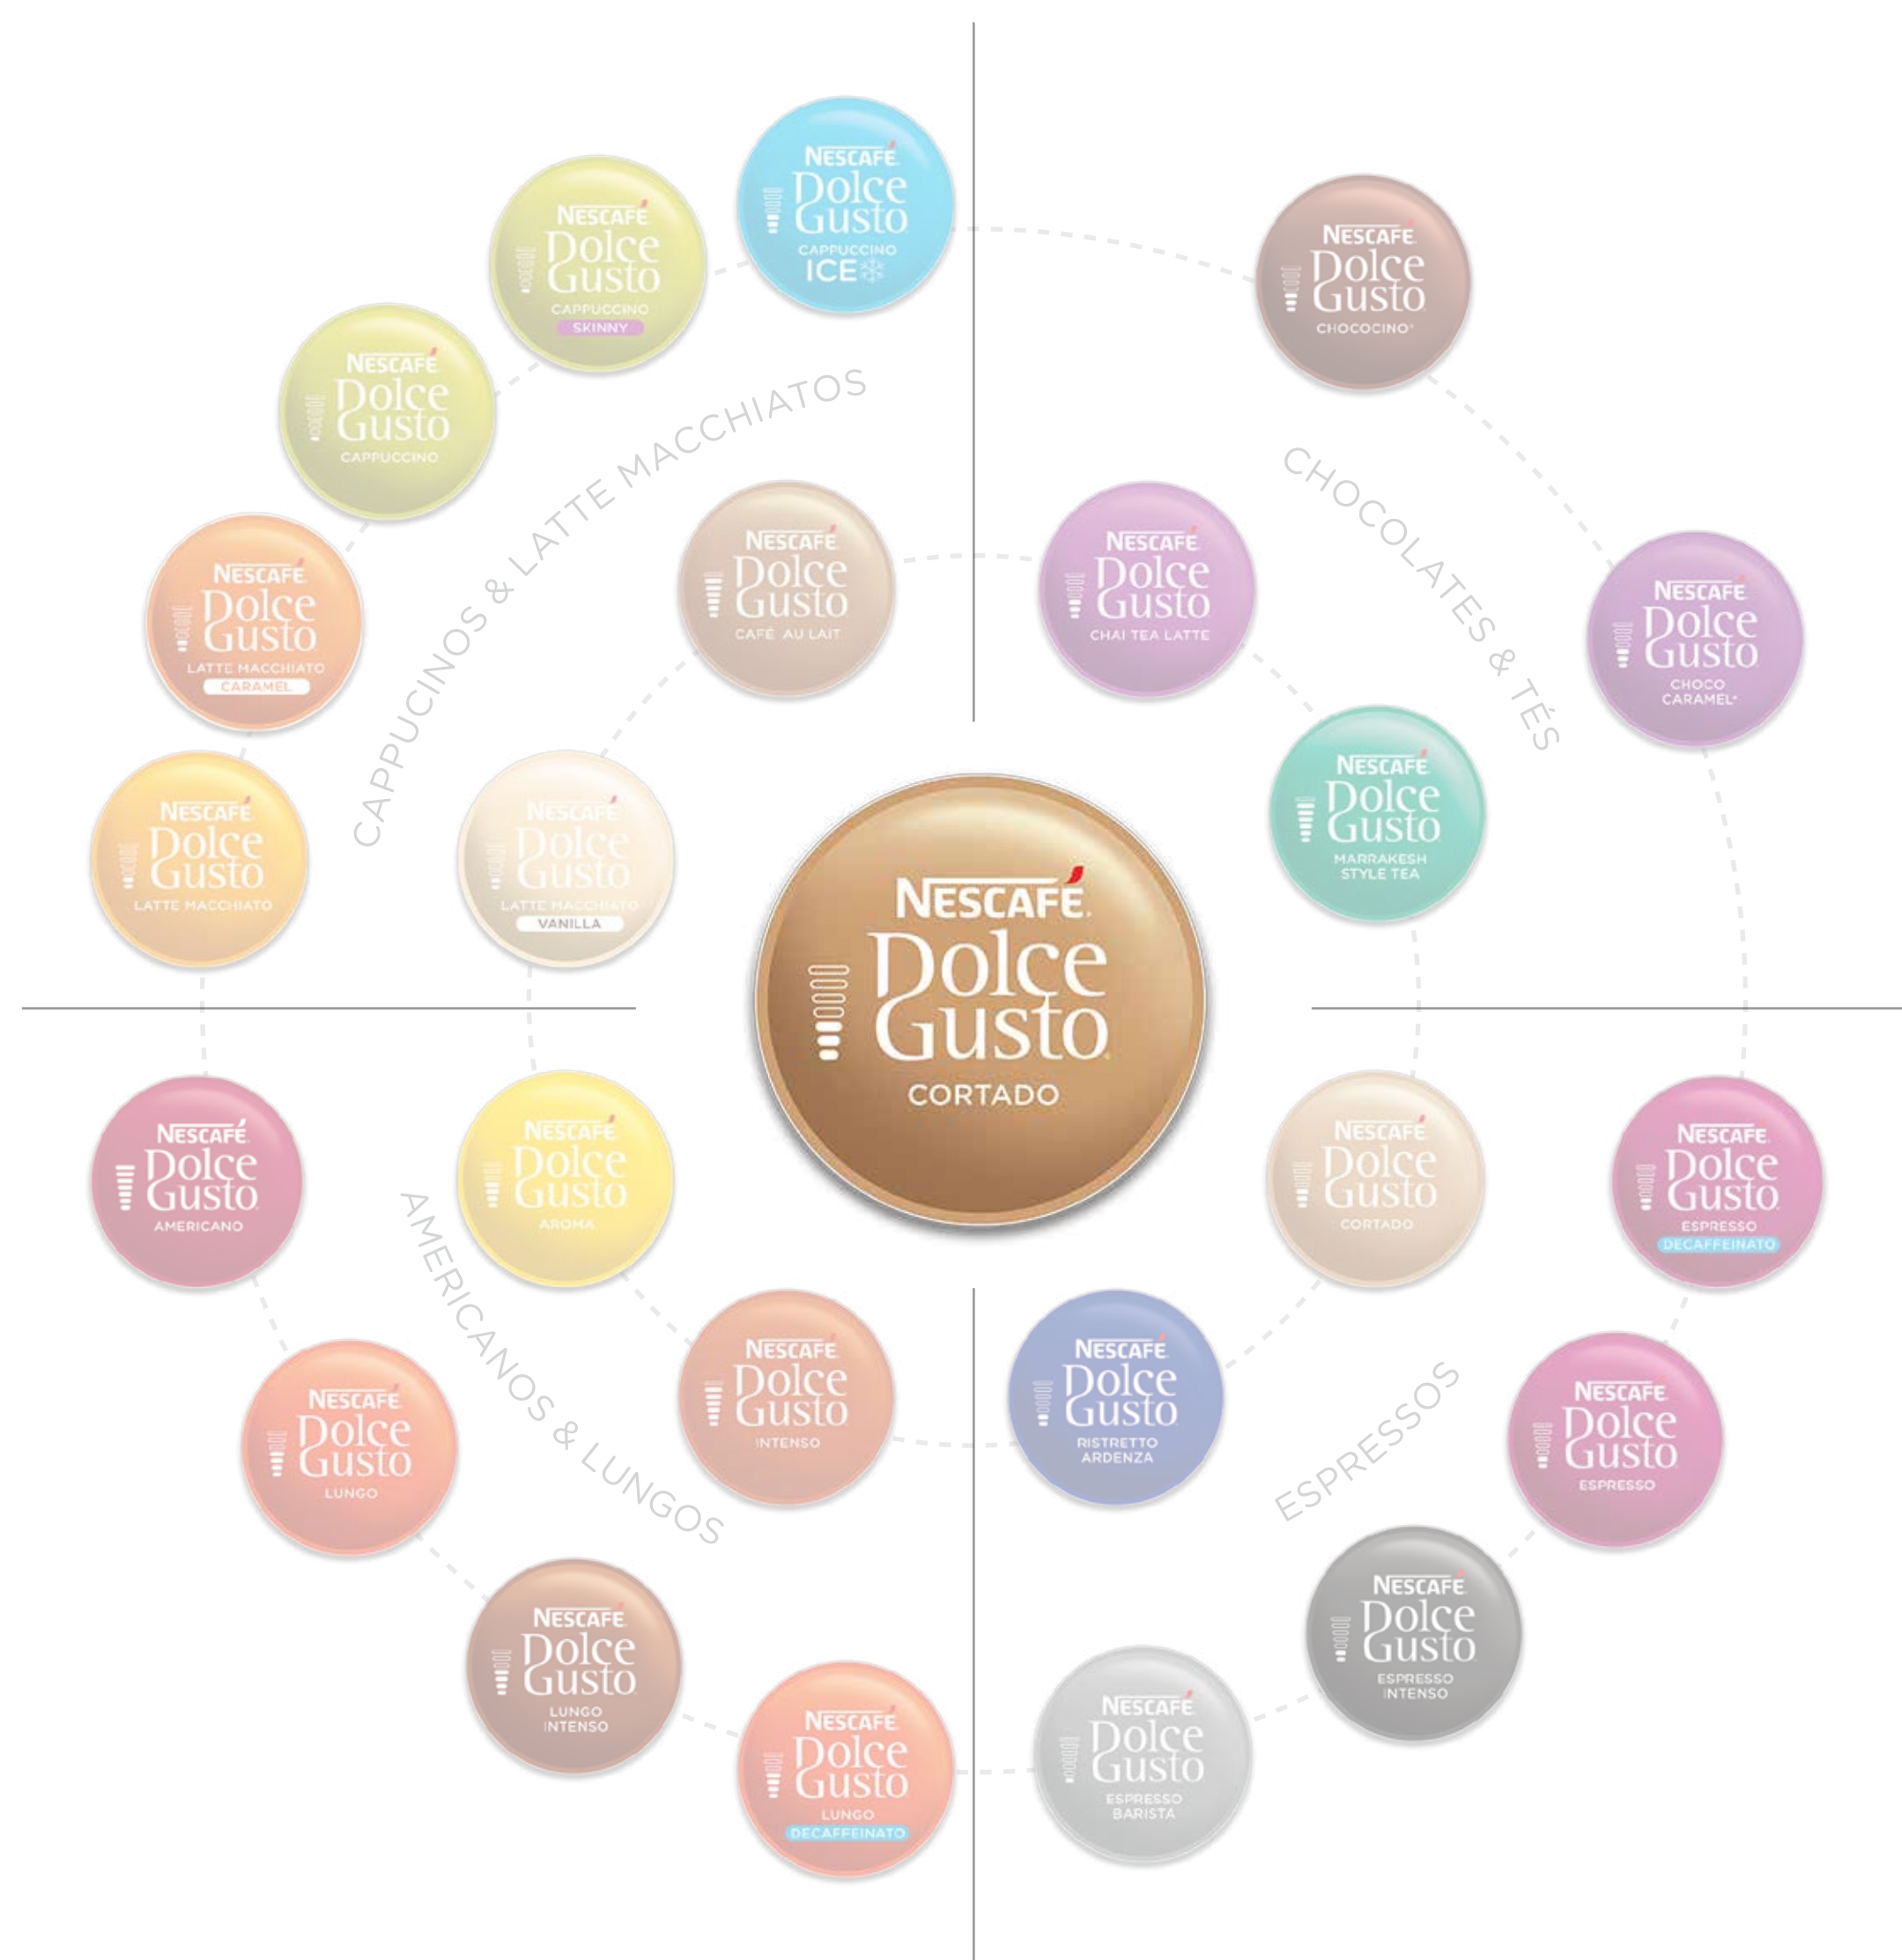 NESCAFÉ
Dolce
Gusto
CAPPUCCINO
ICE
NESCAFÉ
Dolce
Gusto
CAPPUCCINO
SKINNY
NESCAFÉ
Dolce
Gusto
CAPPUCCINO
NESCAFÉ
Dolce
Gusto
LATTE MACCHIATO
CARAMEL
NESCAFÉ
Dolce
Gusto
LATTE MACCHIATO
CAPPUCINOS & LATTE MACCHIATOS
NESCAFÉ
Dolce
Gusto
CAFÉ AU LAIT
NESCAFÉ
Dolce
Gusto
LATTE MACCHIATO
VANILLA
NESCAFÉ
Dolce
Gusto
CHOCOCINO*
NESCAFÉ
Dolce
Gusto
CHOCO
CARAMEL*
CHOCOLATES & TÉS
NESCAFÉ
Dolce
Gusto
CHAI TEA LATTE
NESCAFÉ
Dolce
Gusto
MARRAKESH
STYLE TEA
NESCAFÉ.
Dolce
Gusto
CORTADO
NESCAFÉ
Dolce
Gusto
AMERICANO
NESCAFÉ
Dolce
Gusto
AROMA
NESCAFÉ
Dolce
Gusto
INTENSO
AMERICANOS & LUNGOS
NESCAFÉ
Dolce
Gusto
LUNGO
NESCAFÉ
Dolce
Gusto
LUNGO
INTENSO
NESCAFÉ
Dolce
Gusto
LUNGO
DECAFFEINATO
NESCAFÉ
Dolce
Gusto
CORTADO
NESCAFÉ
Dolce
Gusto
ESPRESSO
DECAFFEINATO
NESCAFÉ
Dolce
Gusto
RISTRETTO
ARDENZA
ESPRESSOS
NESCAFÉ
Dolce
Gusto
ESPRESSO
NESCAFÉ
Dolce
Gusto
ESPRESSO
INTENSO
NESCAFÉ
Dolce
Gusto
ESPRESSO
BARISTA